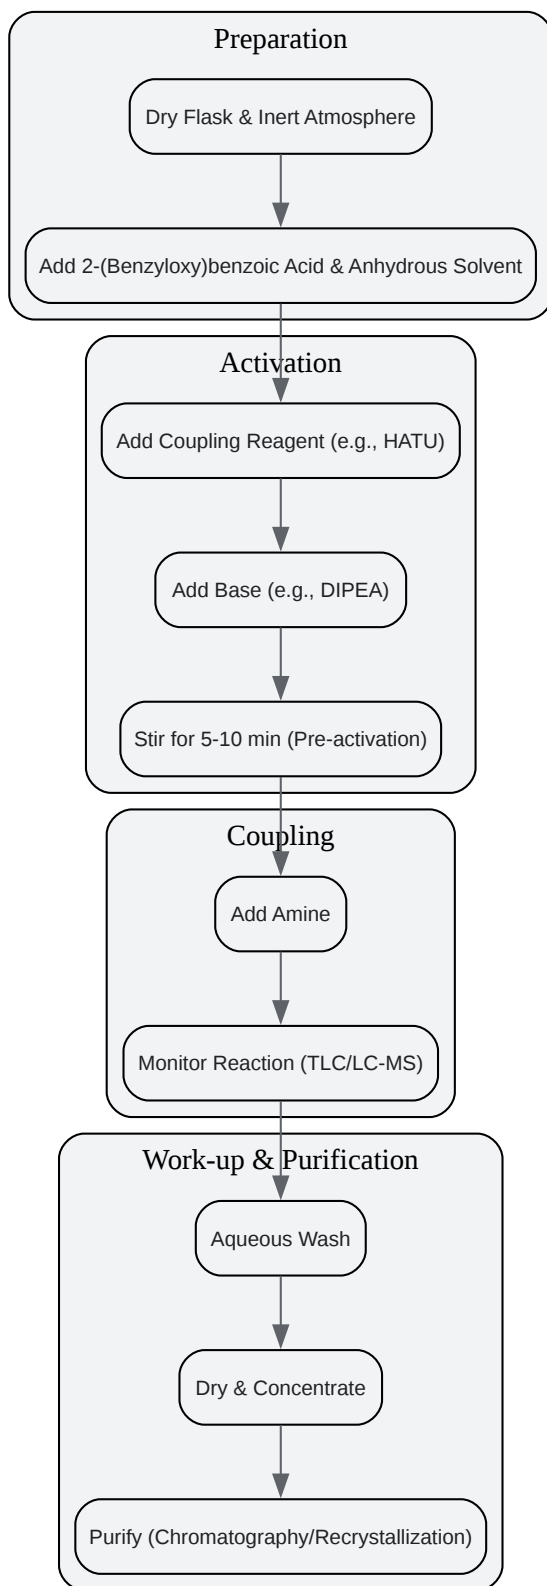 Preparation
Dry Flask & Inert Atmosphere
Add 2-(Benzyloxy)benzoic Acid & Anhydrous Solvent
Activation
Add Coupling Reagent (e.g., HATU)
Add Base (e.g., DIPEA)
Stir for 5-10 min (Pre-activation)
Coupling
Add Amine
Monitor Reaction (TLC/LC-MS)
Work-up & Purification
Aqueous Wash
Dry & Concentrate
Purify (Chromatography/Recrystallization)